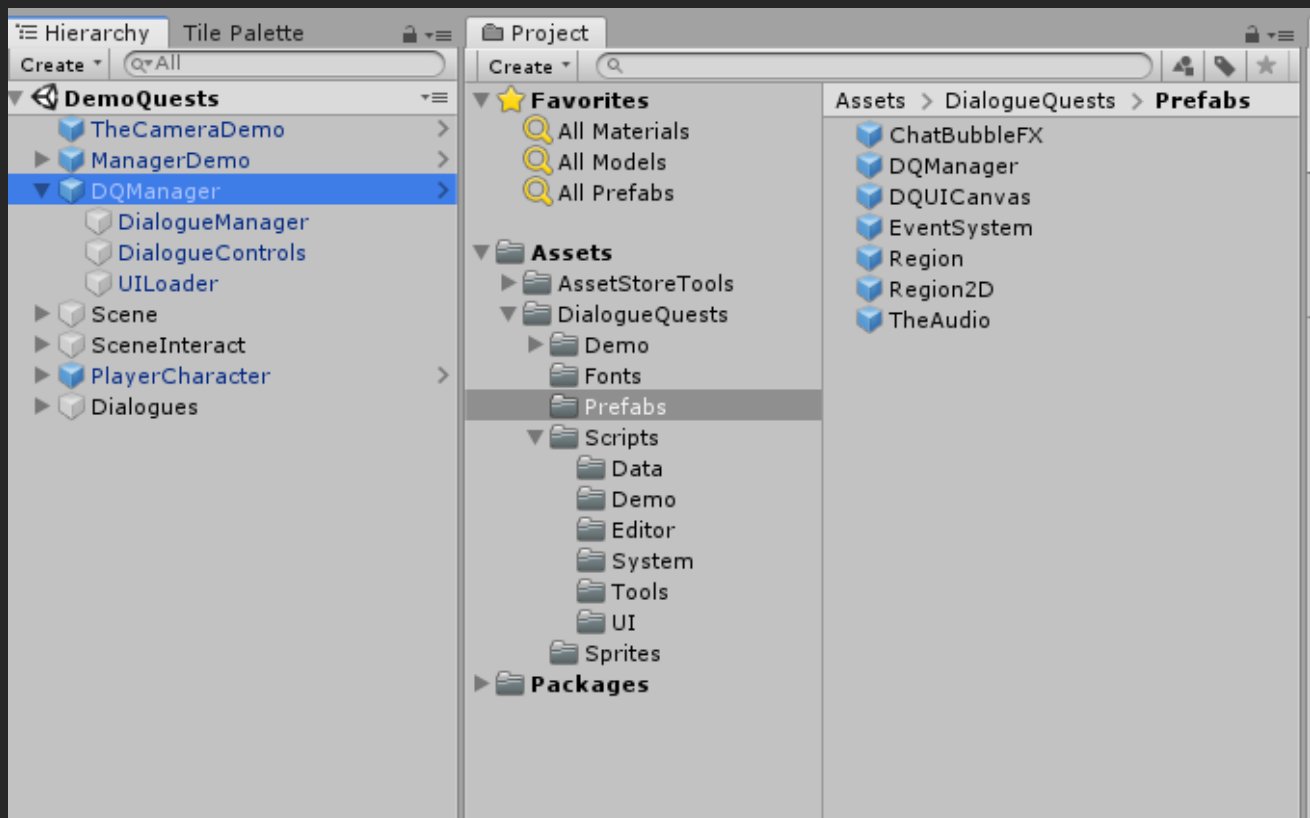 Hierarchy
Tile Palette
Create
All
DemoQuests
TheCameraDemo
ManagerDemo
DQManager
DialogueManager
DialogueControls
UILoader
Scene
SceneInteract
PlayerCharacter
Dialogues
Project
Create
Favorites
All Materials
All Models
All Prefabs
Assets
AssetStoreTools
DialogueQuests
Demo
Fonts
Prefabs
Scripts
Data
Demo
Editor
System
Tools
UI
Sprites
Packages
Assets > DialogueQuests > Prefabs
ChatBubbleFX
DQManager
DQUICanvas
EventSystem
Region
Region2D
TheAudio